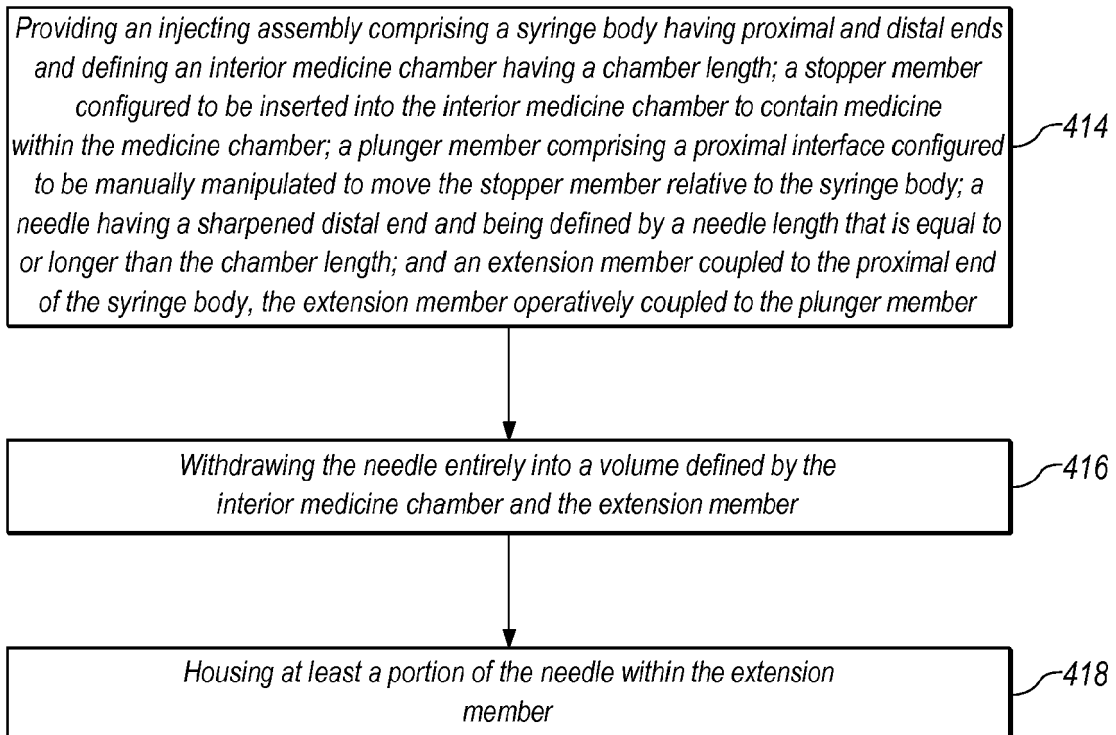 Providing an injecting assembly comprising a syringe body having proximal and distal ends
and defining an interior medicine chamber having a chamber length; a stopper member
configured to be inserted into the interior medicine chamber to contain medicine
within the medicine chamber; a plunger member comprising a proximal interface configured
to be manually manipulated to move the stopper member relative to the syringe body; a
needle having a sharpened distal end and being defined by a needle length that is equal to
or longer than the chamber length; and an extension member coupled to the proximal end
of the syringe body, the extension member operatively coupled to the plunger member
414
Withdrawing the needle entirely into a volume defined by the
interior medicine chamber and the extension member
416
Housing at least a portion of the needle within the extension
member
418